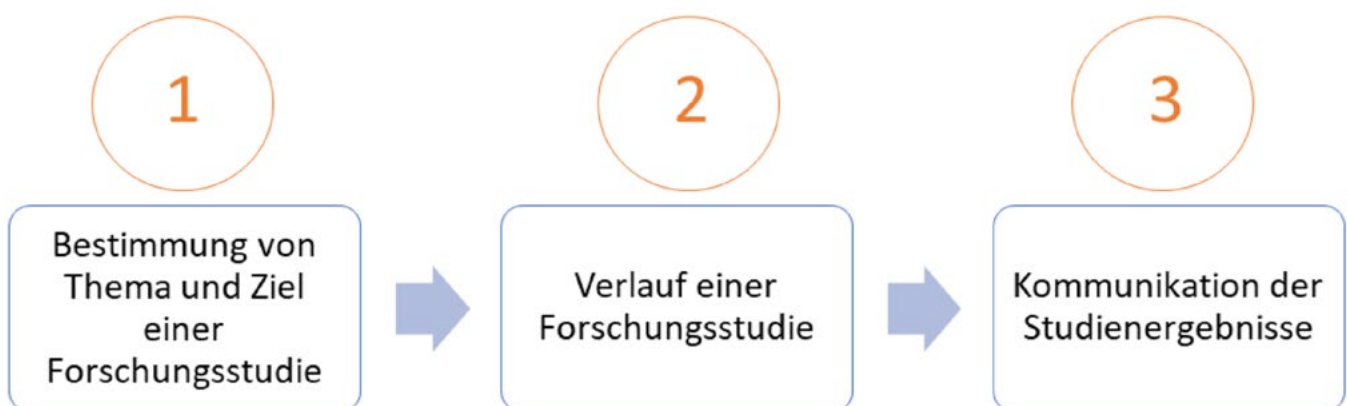 1
Bestimmung von
Thema und Ziel
einer
Forschungsstudie
2
Verlauf einer
Forschungsstudie
3
Kommunikation der
Studienergebnisse